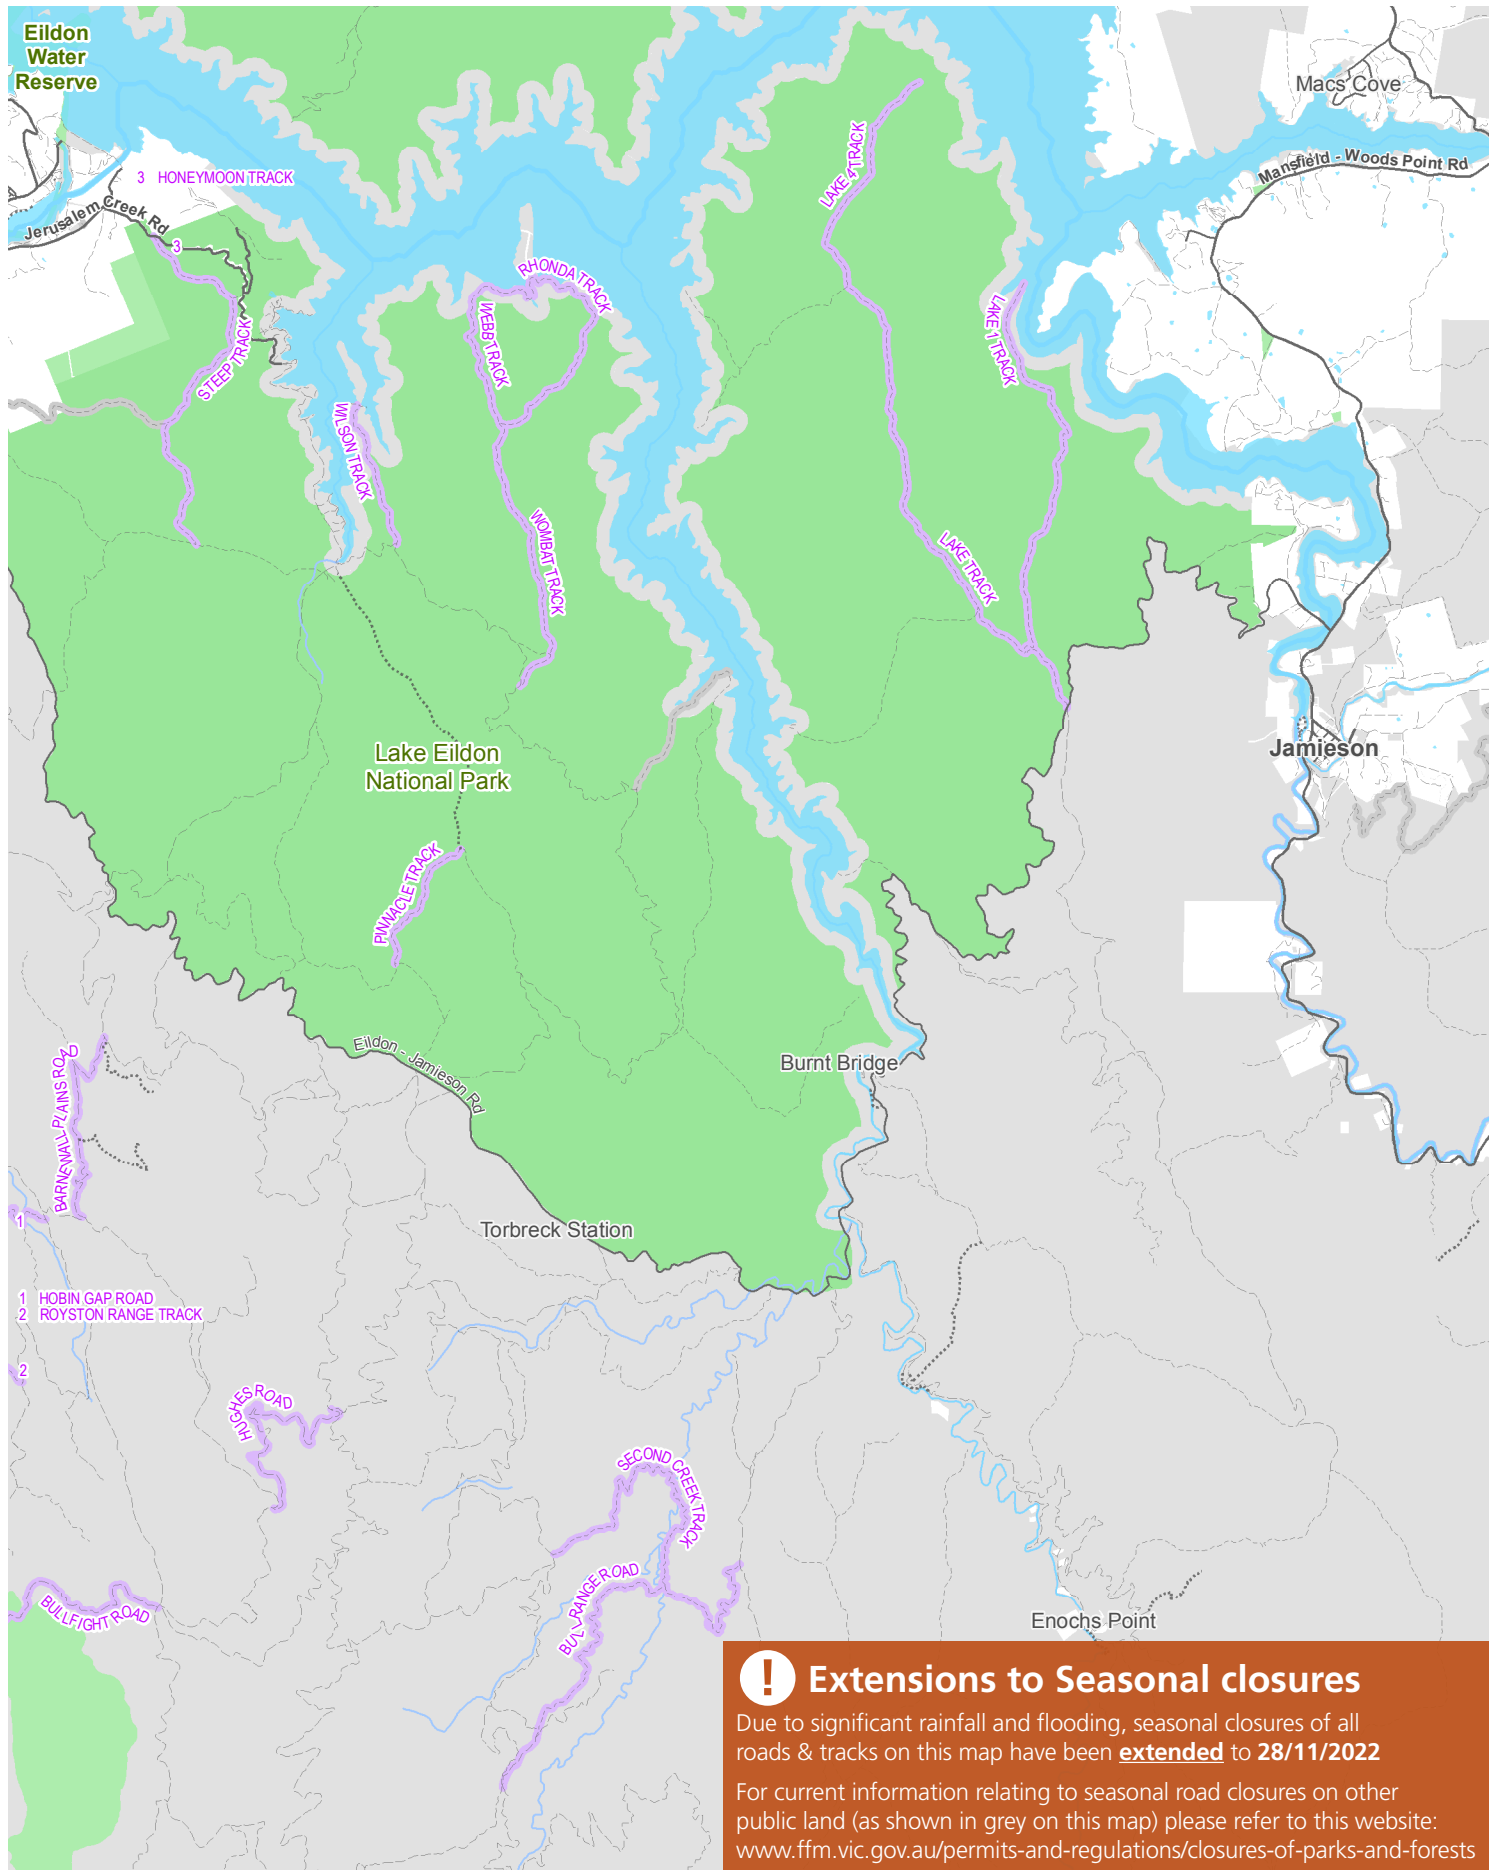 Eildon
Water
Reserve
Macs Cove
Mansfield - Woods Point Rd
3 HONEYMOON TRACK
Jerusalem Creek Rd
3
LAKE 4 TRACK
RHONDA TRACK
WEBB TRACK
LAKE 1 TRACK
STEEP TRACK
WILSON TRACK
WOMBAT TRACK
LAKE TRACK
Lake Eildon
National Park
Jamieson
PINNACLE TRACK
Eildon - Jamieson Rd
Burnt Bridge
BARNEWALL PLAINS ROAD
1
Torbreck Station
1 HOBIN GAP ROAD
2 ROYSTON RANGE TRACK
2
HUGHES ROAD
SECOND CREEK TRACK
BULL RANGE ROAD
BULLFIGHT ROAD
Enochs Point
! Extensions to Seasonal closures
Due to significant rainfall and flooding, seasonal closures of all
roads & tracks on this map have been extended to 28/11/2022
For current information relating to seasonal road closures on other
public land (as shown in grey on this map) please refer to this website:
www.ffm.vic.gov.au/permits-and-regulations/closures-of-parks-and-forests